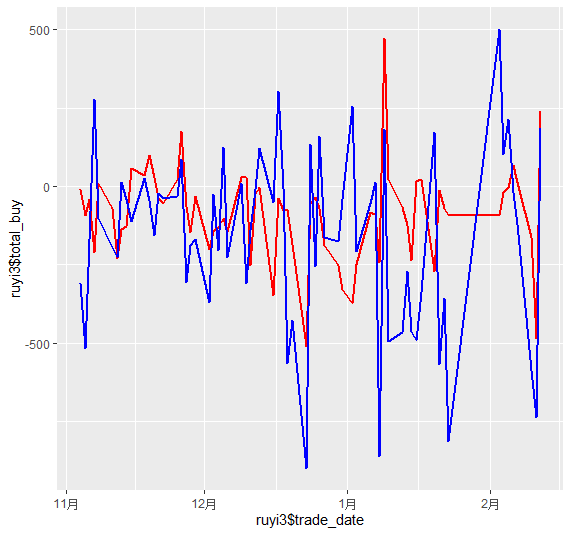 500
0
-500
ruyi3$total_buy
11月
12月
1月
2月
ruyi3$trade_date